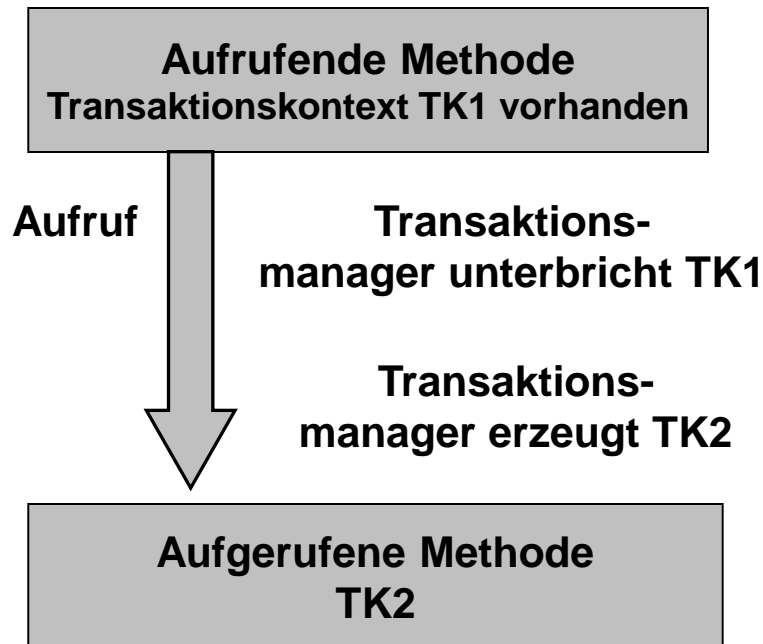 Aufrufende Methode
Transaktionskontext TK1 vorhanden
Aufruf
Transaktions-
manager unterbricht TK1
Transaktions-
manager erzeugt TK2
Aufgerufene Methode
TK2